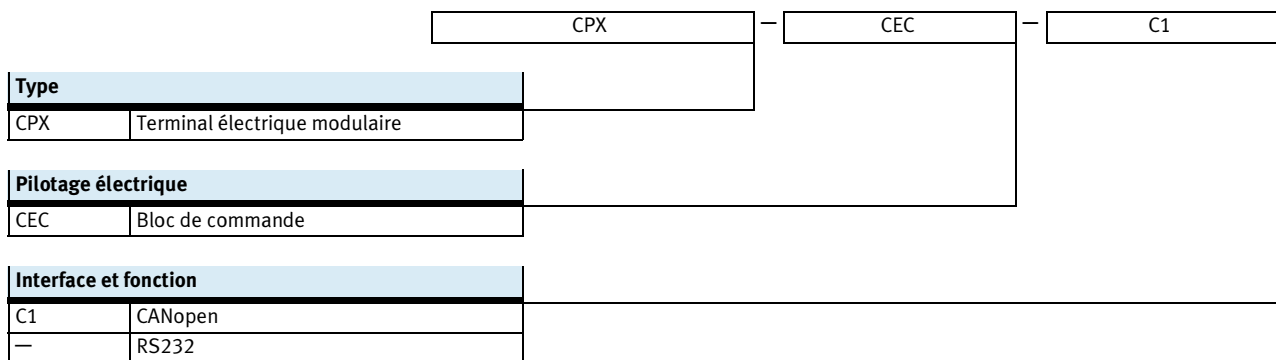 CPX — CEC — C1
Type
CPX Terminal électrique modulaire
Pilotage électrique
CEC Bloc de commande
Interface et fonction
C1 CANopen
— RS232